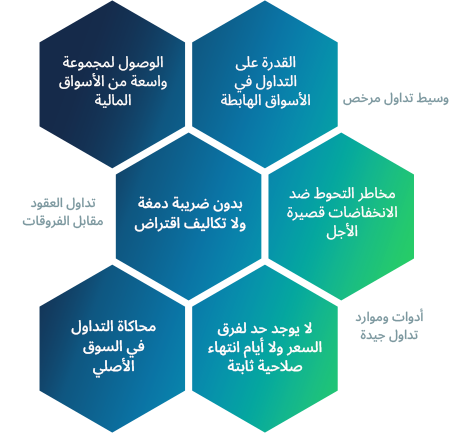 القدرة على
التداول في
الأسواق الهابطة
الوصول لمجموعة
واسعة من الأسواق
المالية
وسيط تداول مرخص
مخاطر التحوط ضد
الانخفاضات قصيرة
الأجل
بدون ضريبة دمغة
ولا تكاليف اقتراض
تداول العقود
مقابل الفروقات
أدوات وموارد
تداول جيدة
لا يوجد حد لفرق
السعر ولا أيام انتهاء
صلاحية ثابتة
محاكاة التداول
في السوق
الأصلي